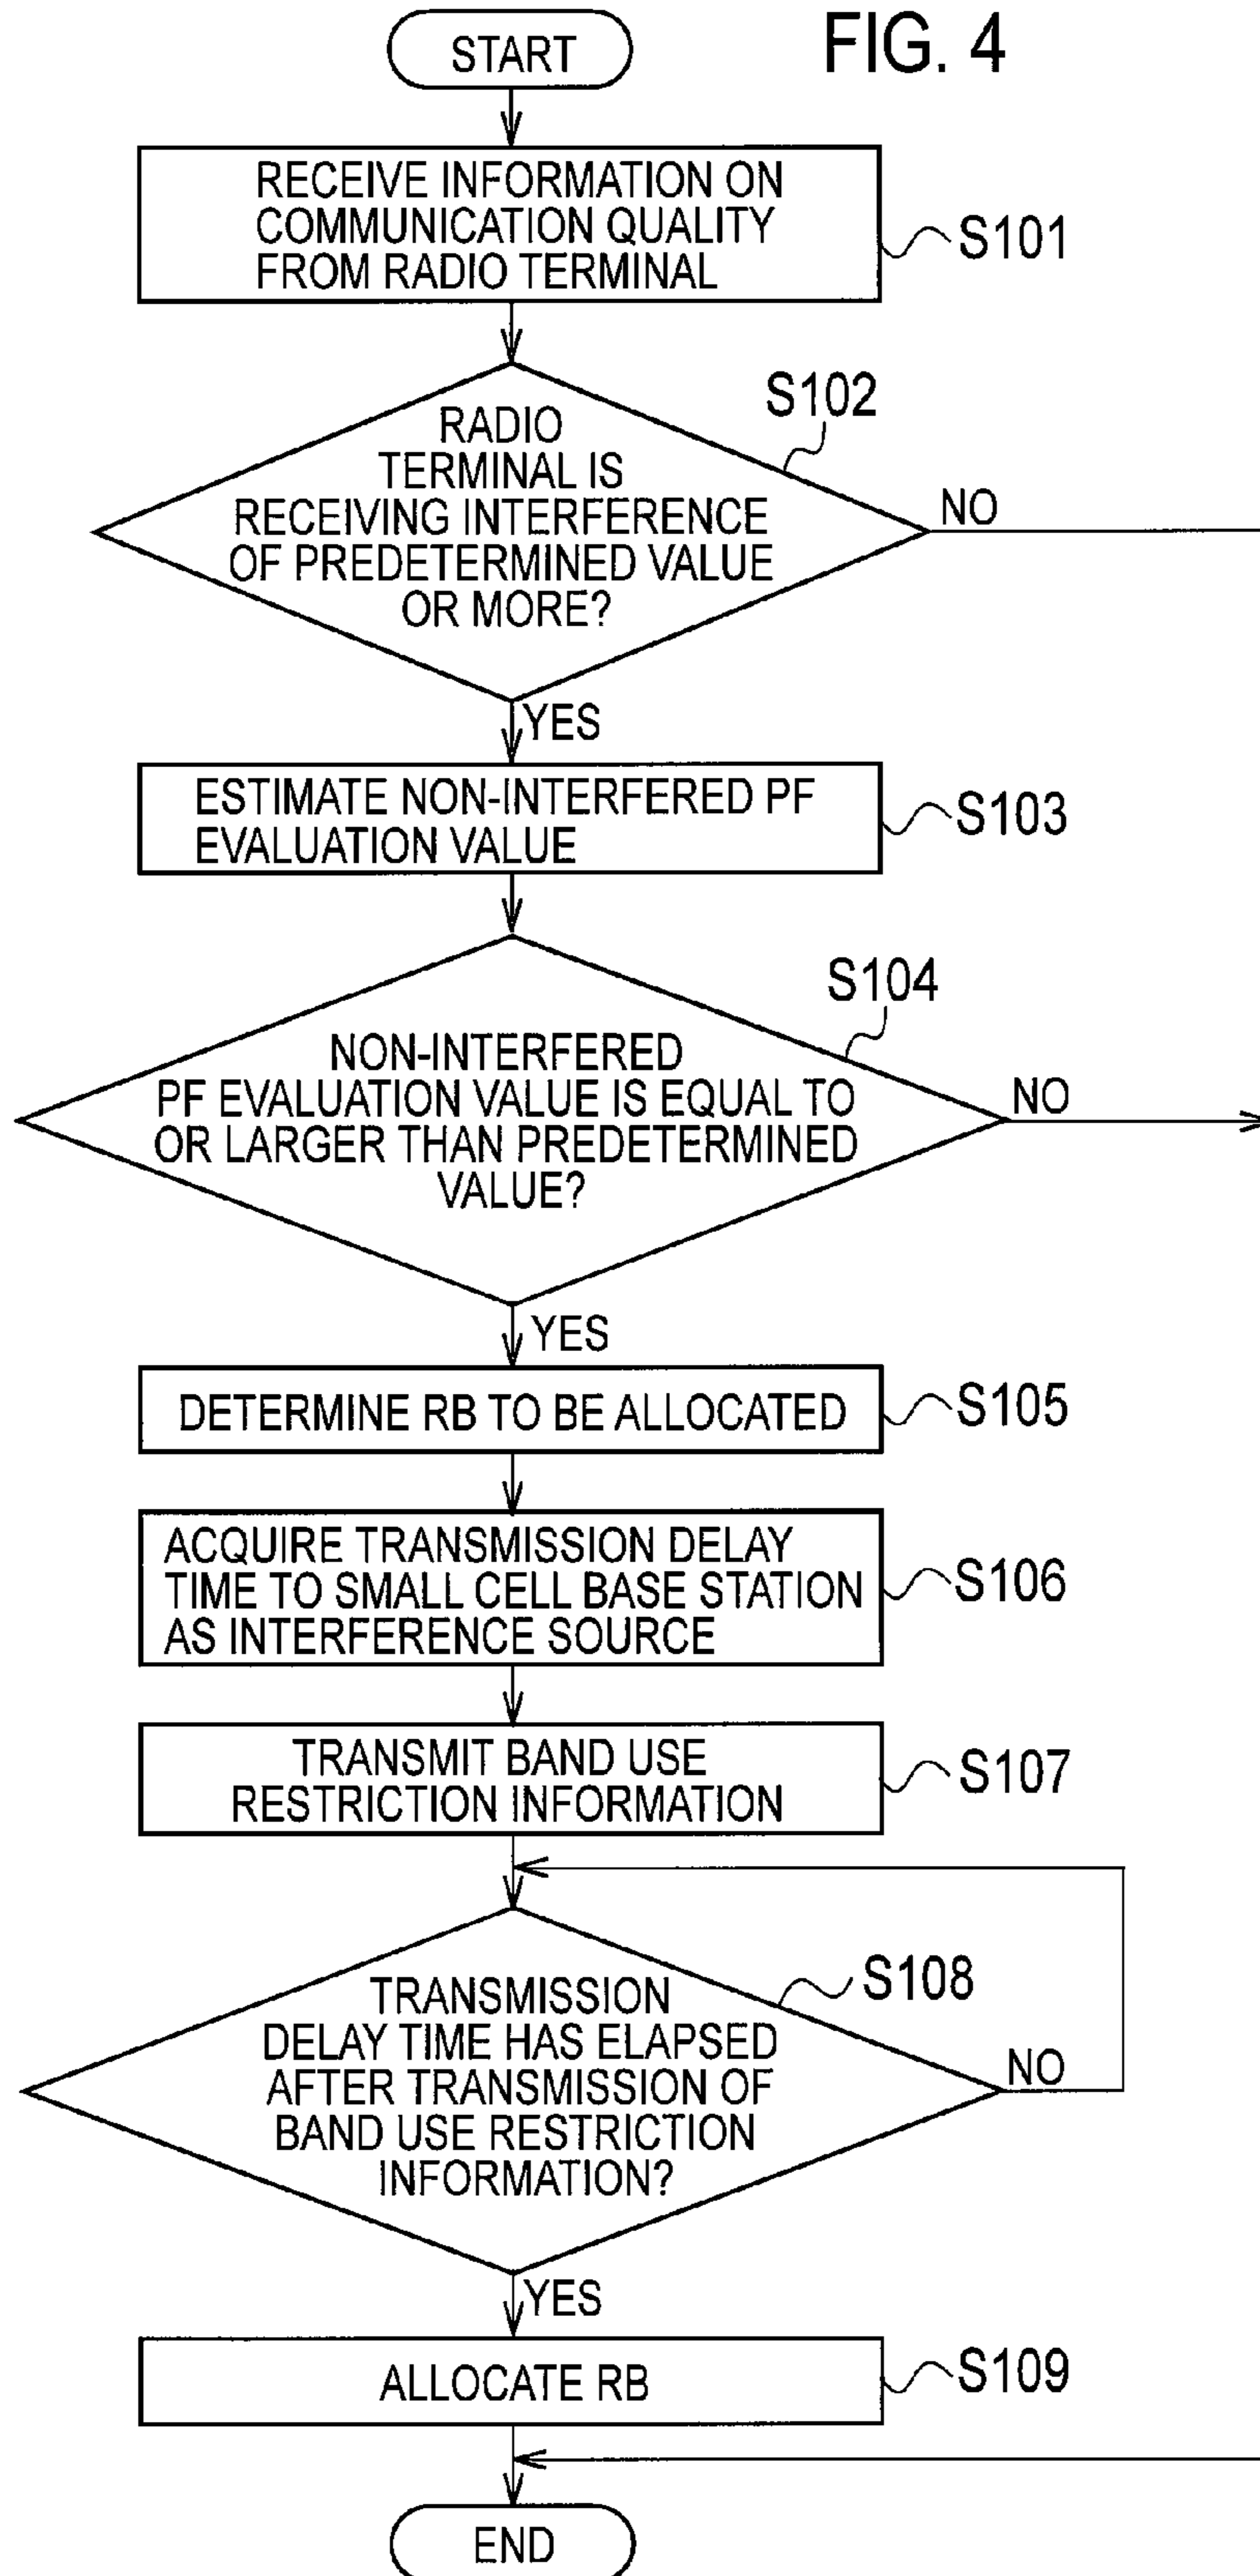 FIG. 4
START
RECEIVE INFORMATION ON
COMMUNICATION QUALITY
FROM RADIO TERMINAL
S101
S102
RADIO
TERMINAL IS
RECEIVING INTERFERENCE
OF PREDETERMINED VALUE
OR MORE?
NO
YES
ESTIMATE NON-INTERFERED PF
EVALUATION VALUE
S103
S104
NON-INTERFERED
PF EVALUATION VALUE IS EQUAL TO
OR LARGER THAN PREDETERMINED
VALUE?
NO
YES
DETERMINE RB TO BE ALLOCATED
S105
ACQUIRE TRANSMISSION DELAY
TIME TO SMALL CELL BASE STATION
AS INTERFERENCE SOURCE
S106
TRANSMIT BAND USE
RESTRICTION INFORMATION
S107
S108
TRANSMISSION
DELAY TIME HAS ELAPSED
AFTER TRANSMISSION OF
BAND USE RESTRICTION
INFORMATION?
NO
YES
ALLOCATE RB
S109
END